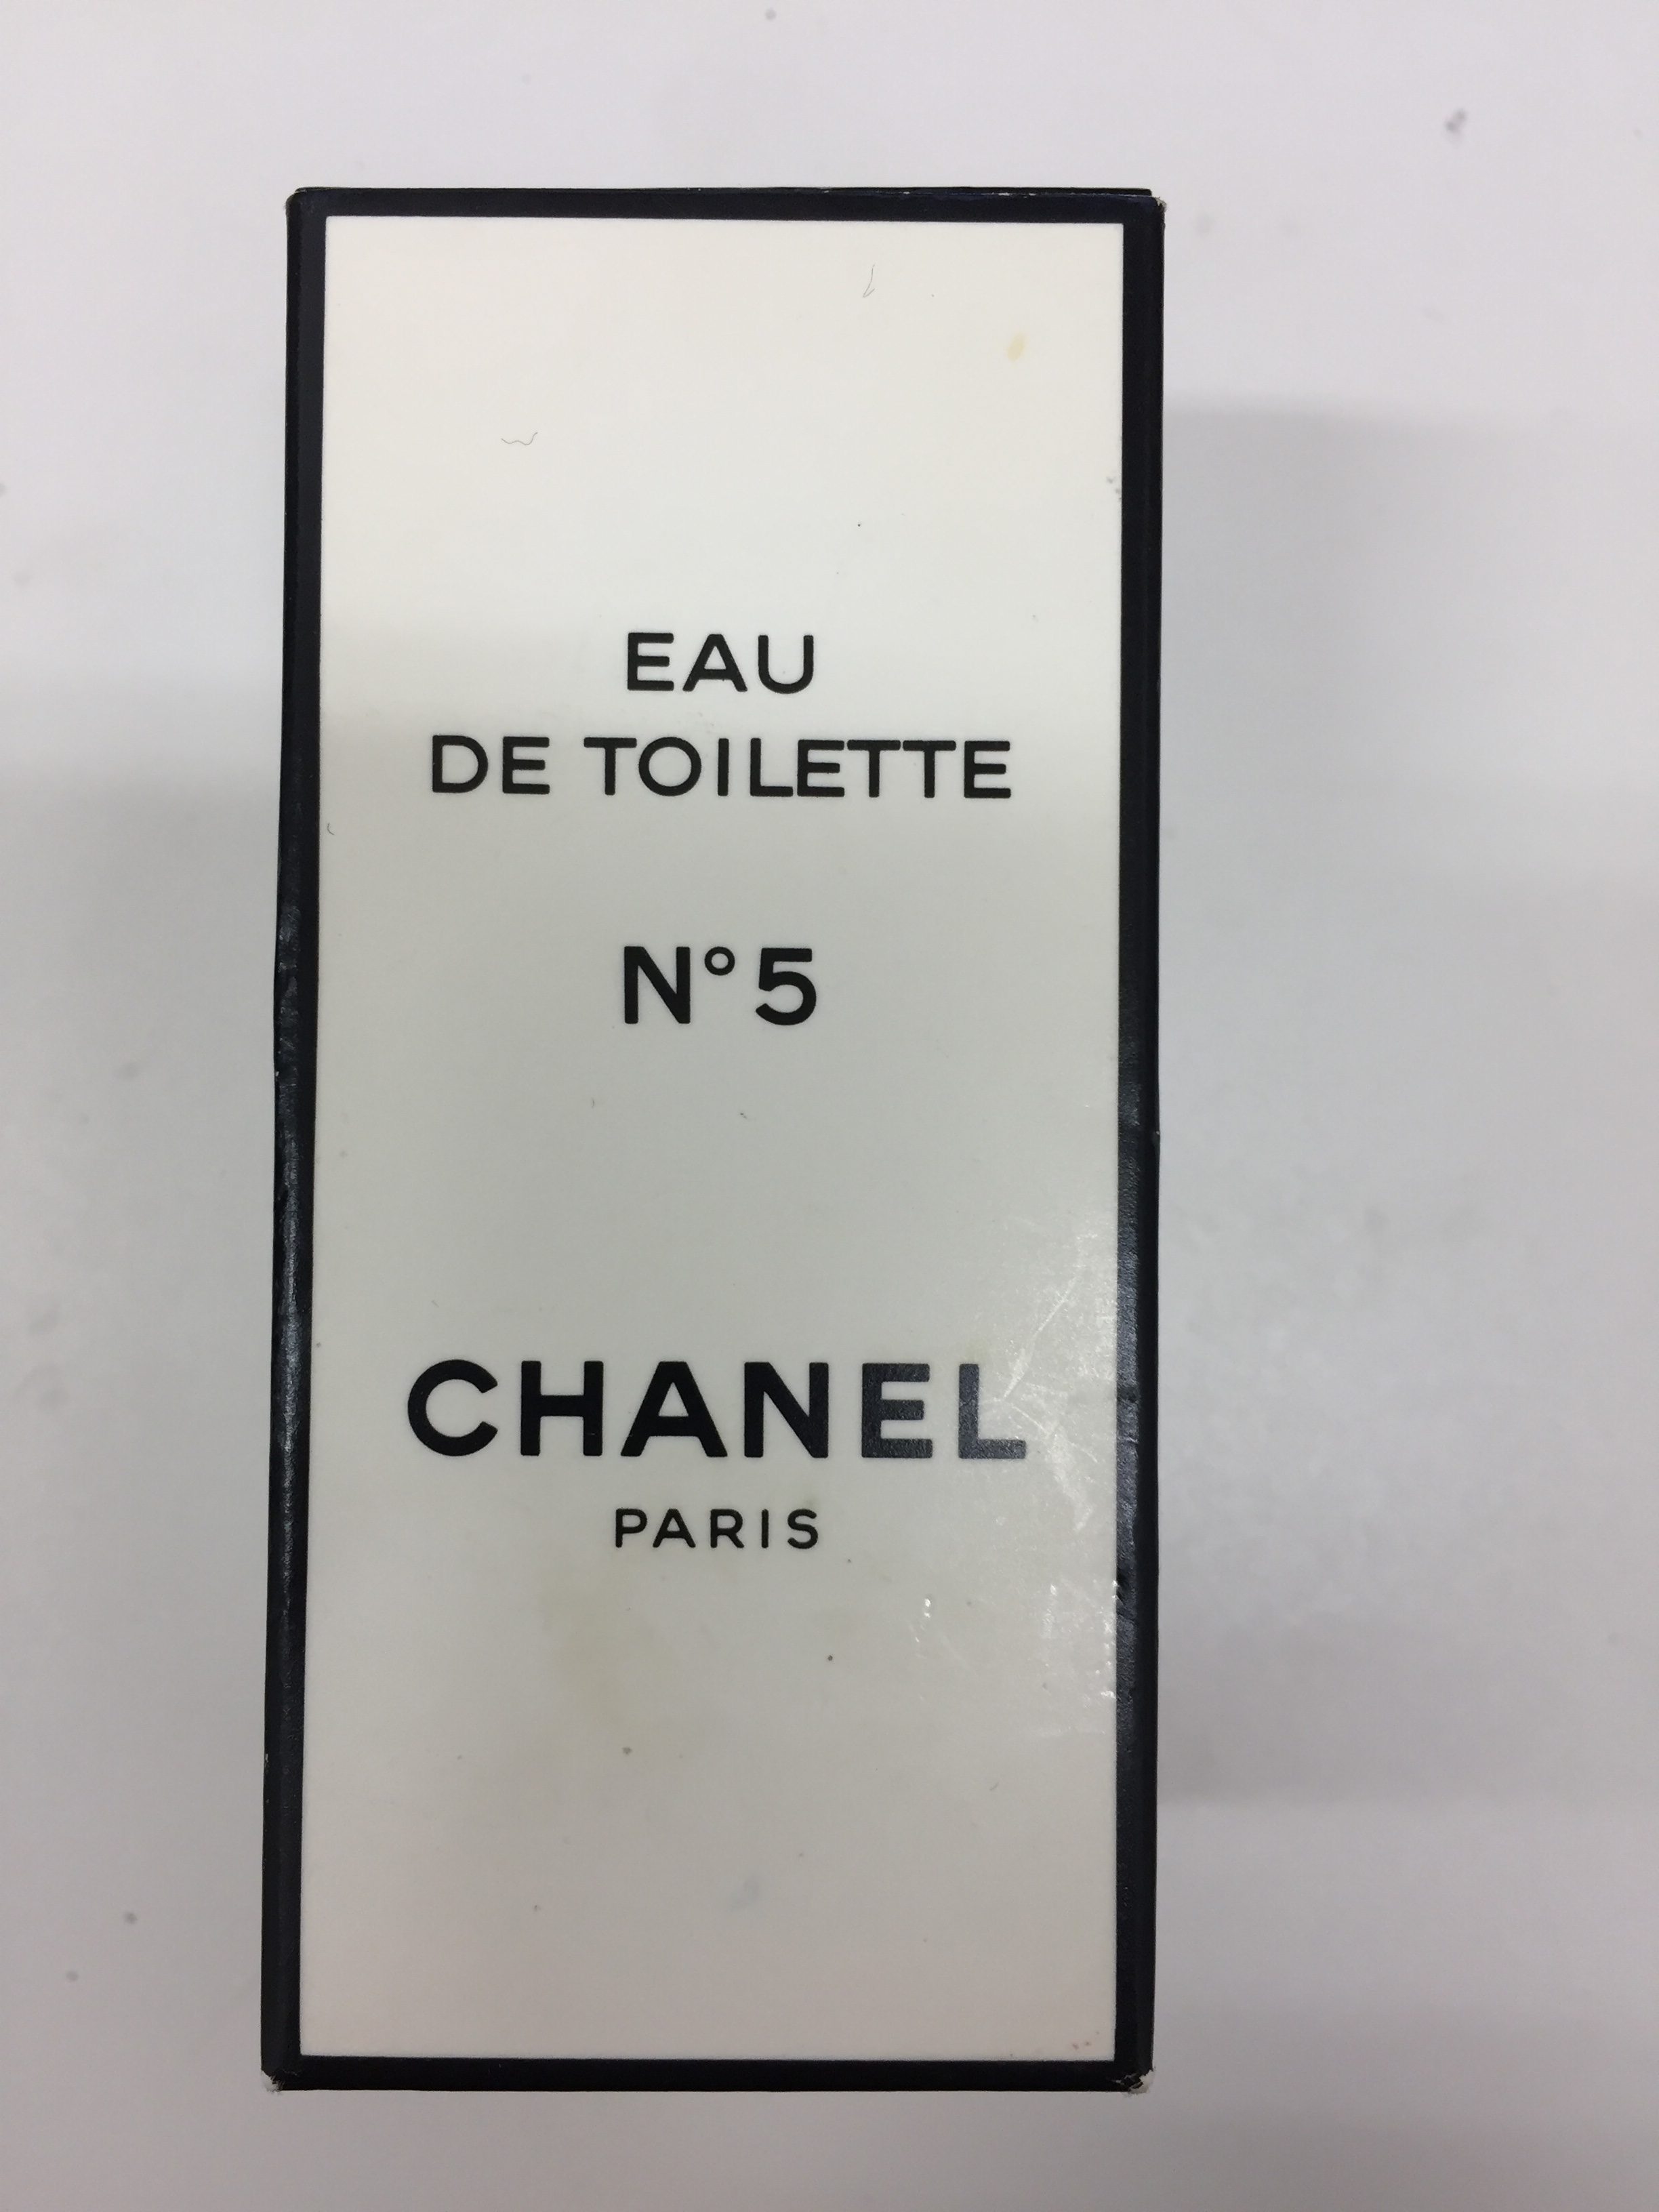 EAU
DE TOILETTE
N°5
CHANEL
PARIS